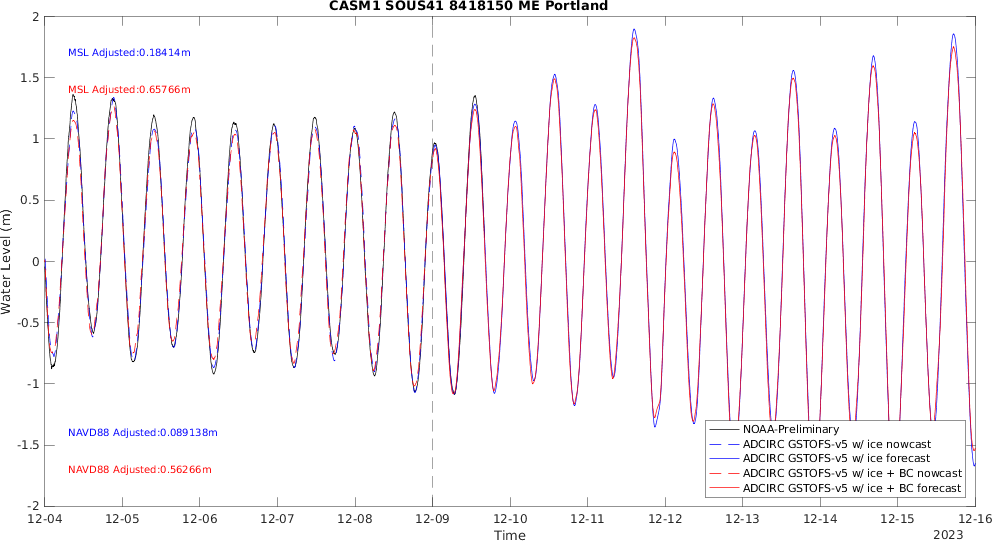 CASM1 SOUS41 8418150 ME Portland
2
1.5
1
0.5
0
-0.5
-1
-1.5
-2
Water Level (m)
MSL Adjusted:0.18414m
MSL Adjusted:0.65766m
NAVD88 Adjusted:0.089138m
NAVD88 Adjusted:0.56266m
NOAA-Preliminary
ADCIRC GSTOFS-v5 w/ ice nowcast
ADCIRC GSTOFS-v5 w/ ice forecast
ADCIRC GSTOFS-v5 w/ ice + BC nowcast
ADCIRC GSTOFS-v5 w/ ice + BC forecast
12-04 12-05 12-06 12-07 12-08 12-09 12-10 12-11 12-12 12-13 12-14 12-15 12-16
Time
2023